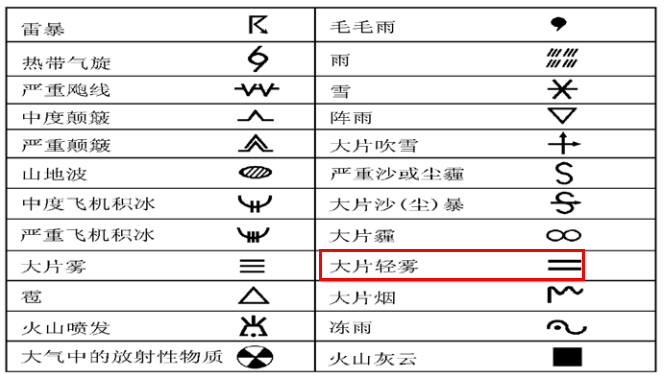 雷暴 毛毛雨
热带气旋 雨
严重飑线 雪
中度颠簸 阵雨
严重颠簸 大片吹雪
山地波 严重沙或尘霾
中度飞机积冰 大片沙(尘)暴
严重飞机积冰 大片霾
大片雾 大片轻雾
雹 大片烟
火山喷发 冻雨
大气中的放射性物质 火山灰云